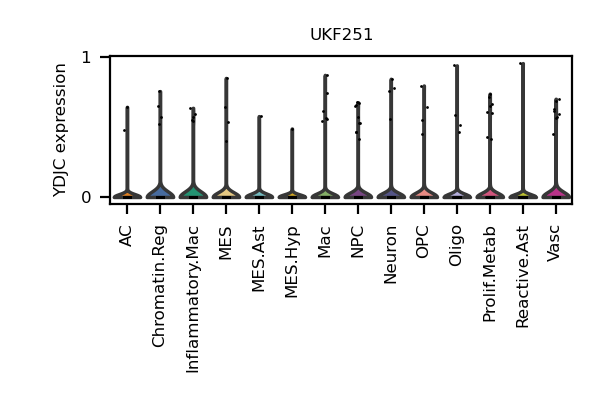 UKF251
YDJC expression
1
0
AC
Chromatin.Reg
Inflammatory.Mac
MES
MES.Ast
MES.Hyp
Mac
NPC
Neuron
OPC
Oligo
Prolif.Metab
Reactive.Ast
Vasc